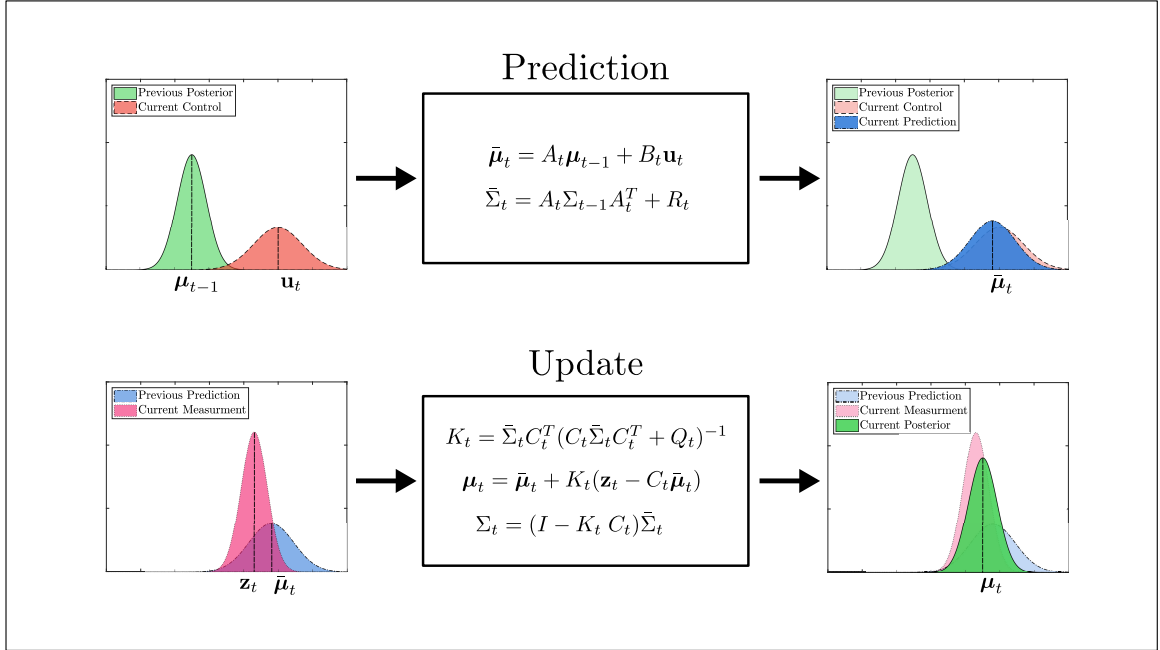 Prediction
Previous Posterior
Current Control
μ̄_t = A_t μ_{t−1} + B_t u_t
Σ̄_t = A_t Σ_{t−1} A_t^T + R_t
Previous Posterior
Current Control
Current Prediction
μ_{t−1}
u_t
μ̄_t
Update
Previous Prediction
Current Measurment
K_t = Σ̄_t C_t^T (C_t Σ̄_t C_t^T + Q_t)^{−1}
μ_t = μ̄_t + K_t(z_t − C_t μ̄_t)
Σ_t = (I − K_t C_t)Σ̄_t
Previous Prediction
Current Measurment
Current Posterior
z_t
μ̄_t
μ_t